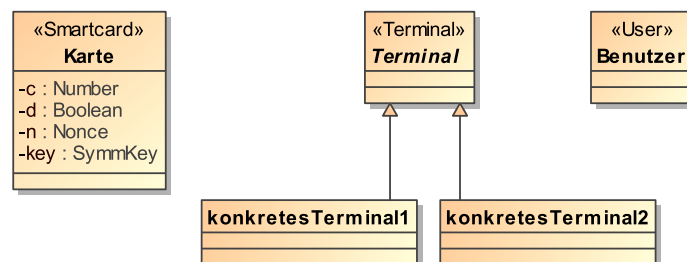 «Smartcard»
Karte
-c : Number
-d : Boolean
-n : Nonce
-key : SymmKey
«Terminal»
Terminal
«User»
Benutzer
konkretesTerminal1
konkretesTerminal2